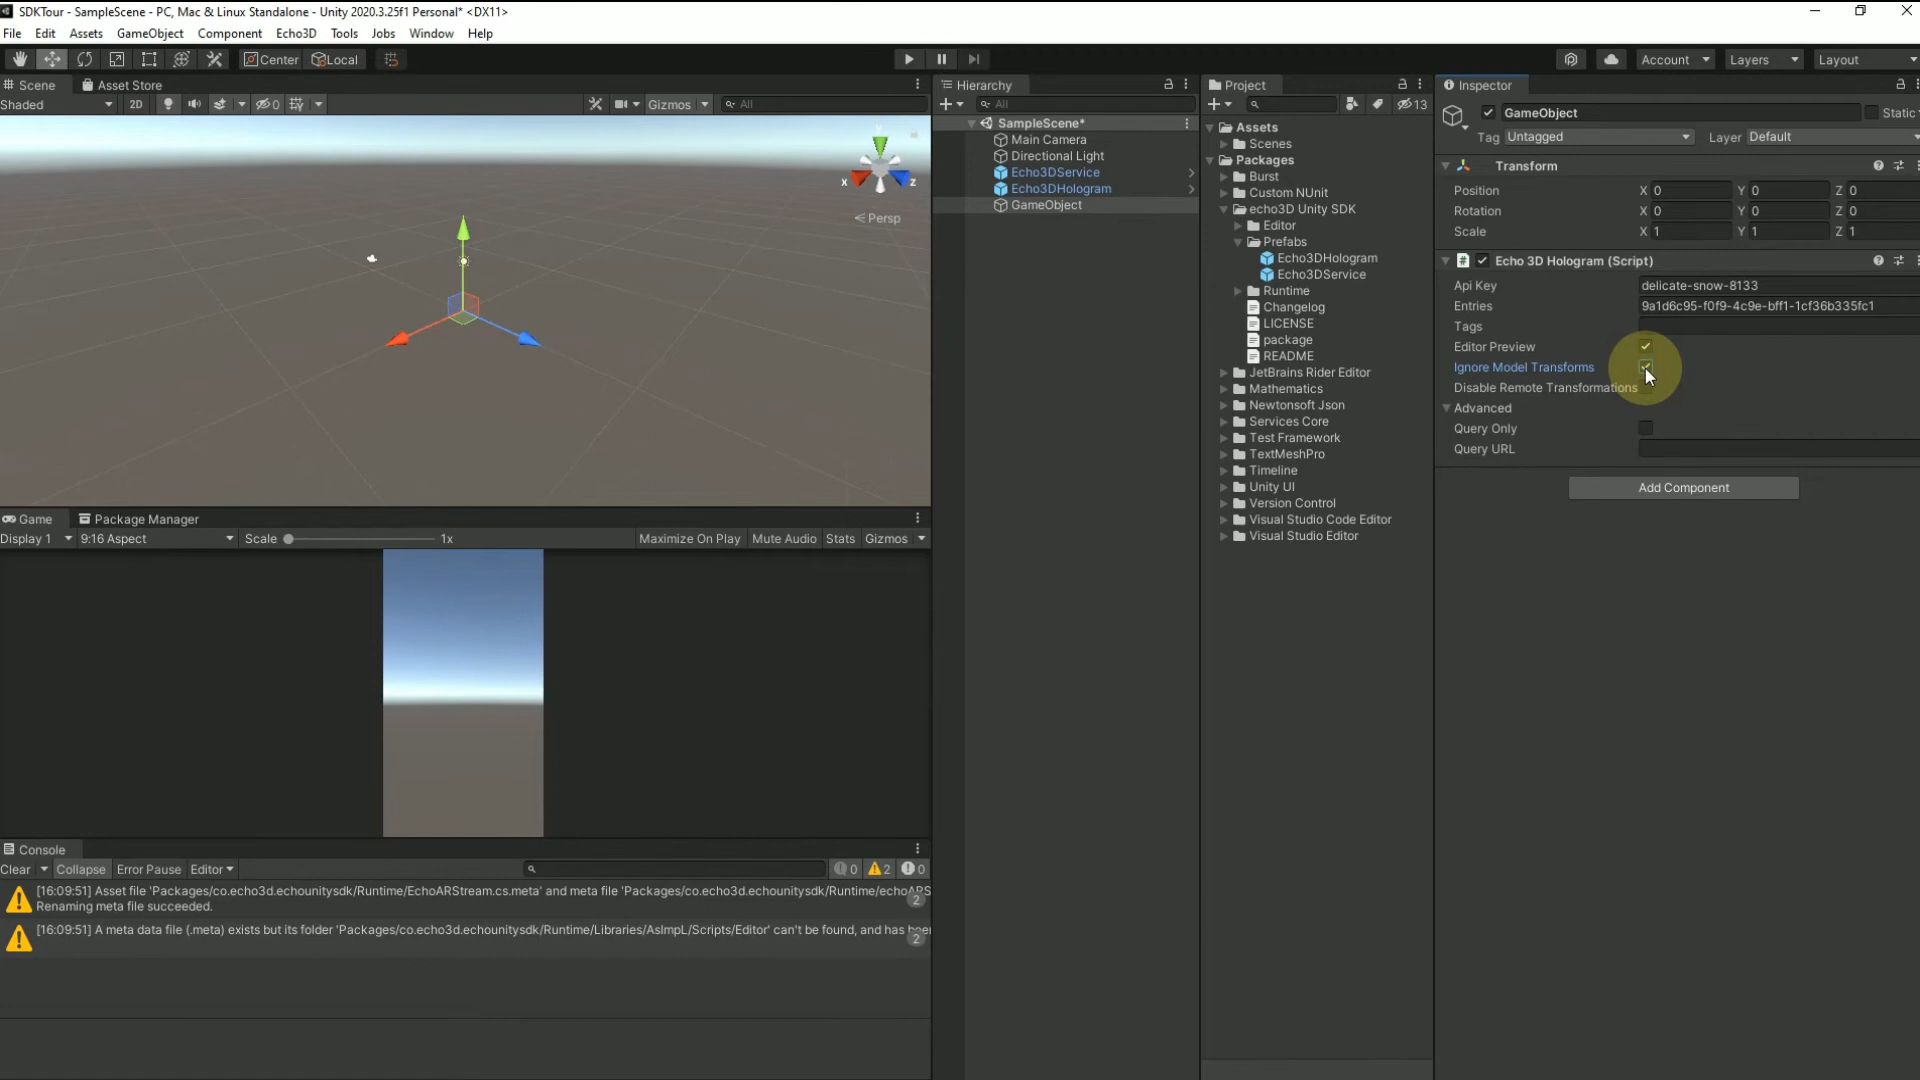 SDKTour - SampleScene - PC, Mac & Linux Standalone - Unity 2020.3.25f1 Personal* <DX11>
File Edit Assets GameObject Component Echo3D Tools Jobs Window Help
Center Local
Account Layers Layout
Scene Asset Store
Shaded 2D 0 Gizmos All
X Z
Persp
Game Package Manager
Display 1 9:16 Aspect Scale 1x Maximize On Play Mute Audio Stats Gizmos
Console
Clear Collapse Error Pause Editor 0 2 0
[16:09:51] Asset file 'Packages/co.echo3d.echounitysdk/Runtime/EchoARStream.cs.meta' and meta file 'Packages/co.echo3d.echounitysdk/Runtime/echoARS
Renaming meta file succeeded.
2
[16:09:51] A meta data file (.meta) exists but its folder 'Packages/co.echo3d.echounitysdk/Runtime/Libraries/AsImpL/Scripts/Editor' can't be found, and has been
2
Hierarchy
All
SampleScene*
Main Camera
Directional Light
Echo3DService
Echo3DHologram
GameObject
Project
13
Assets
Scenes
Packages
Burst
Custom NUnit
echo3D Unity SDK
Editor
Prefabs
Echo3DHologram
Echo3DService
Runtime
Changelog
LICENSE
package
README
JetBrains Rider Editor
Mathematics
Newtonsoft Json
Services Core
Test Framework
TextMeshPro
Timeline
Unity UI
Version Control
Visual Studio Code Editor
Visual Studio Editor
Inspector
GameObject Static
Tag Untagged Layer Default
Transform
Position X 0 Y 0 Z 0
Rotation X 0 Y 0 Z 0
Scale X 1 Y 1 Z 1
# Echo 3D Hologram (Script)
Api Key delicate-snow-8133
Entries 9a1d6c95-f0f9-4c9e-bff1-1cf36b335fc1
Tags
Editor Preview
Ignore Model Transforms
Disable Remote Transformations
Advanced
Query Only
Query URL
Add Component